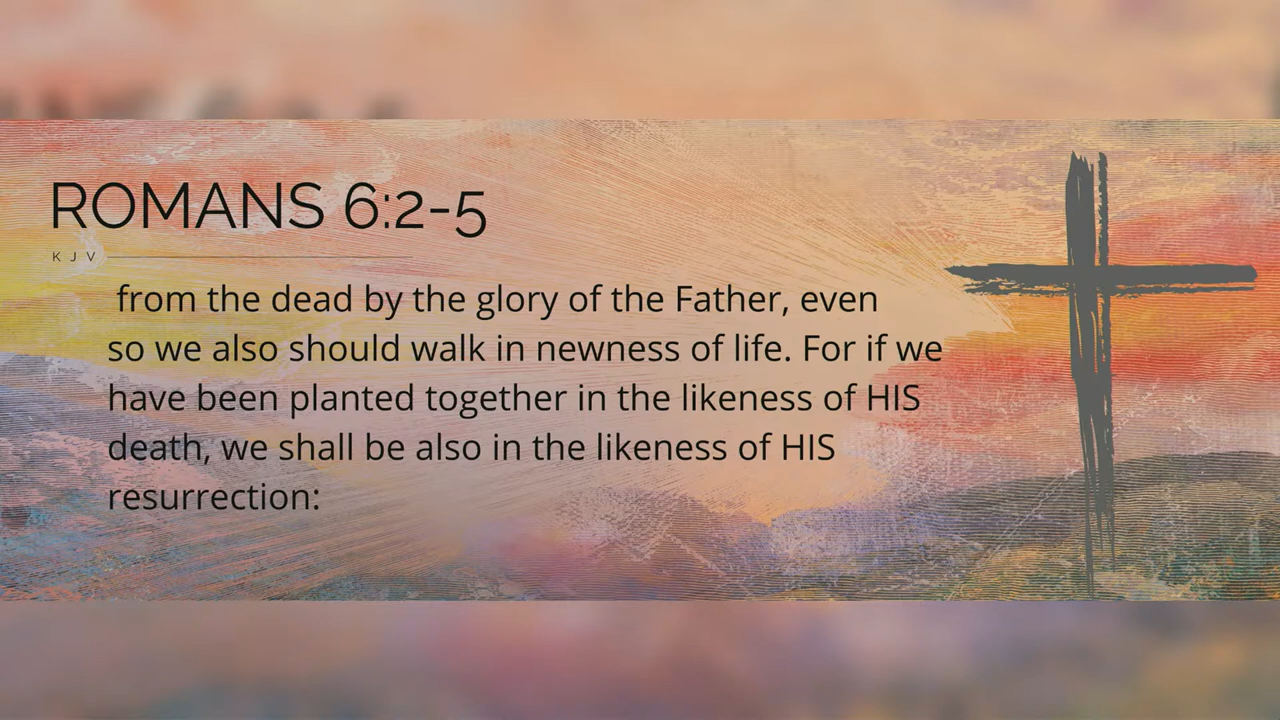 ROMANS 6:2-5
KJV
from the dead by the glory of the Father, even
so we also should walk in newness of life. For if we
have been planted together in the likeness of HIS
death, we shall be also in the likeness of HIS
resurrection: